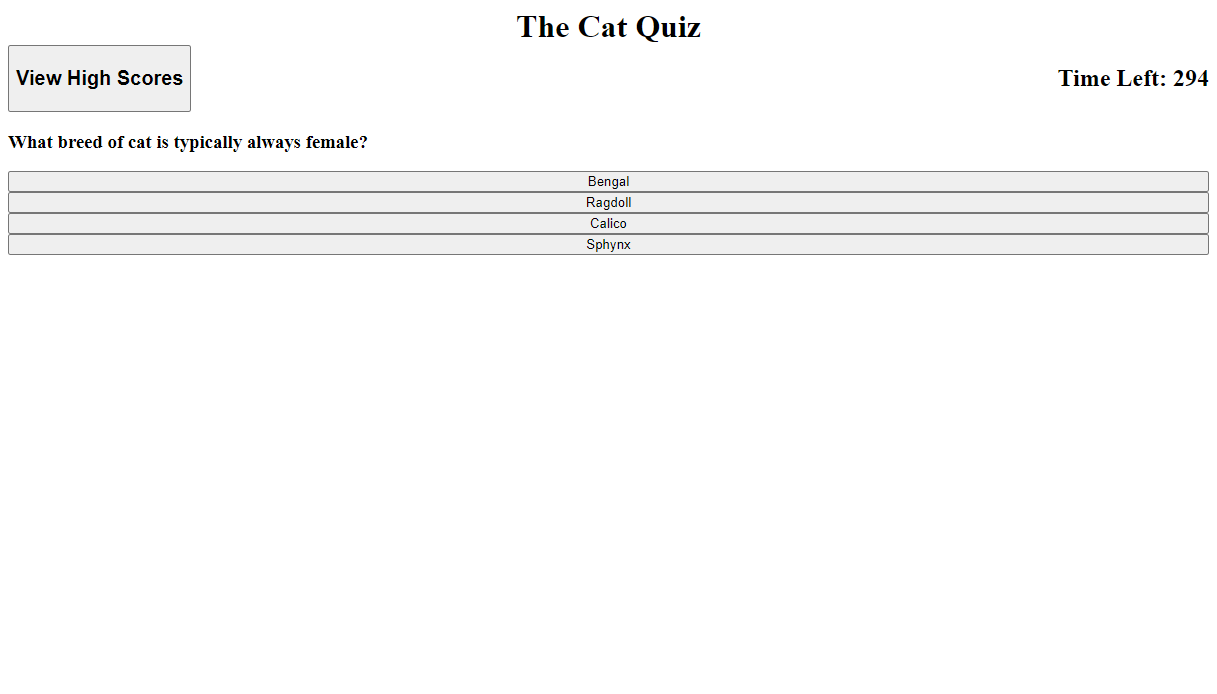 The Cat Quiz
View High Scores
Time Left: 294
What breed of cat is typically always female?
Bengal
Ragdoll
Calico
Sphynx